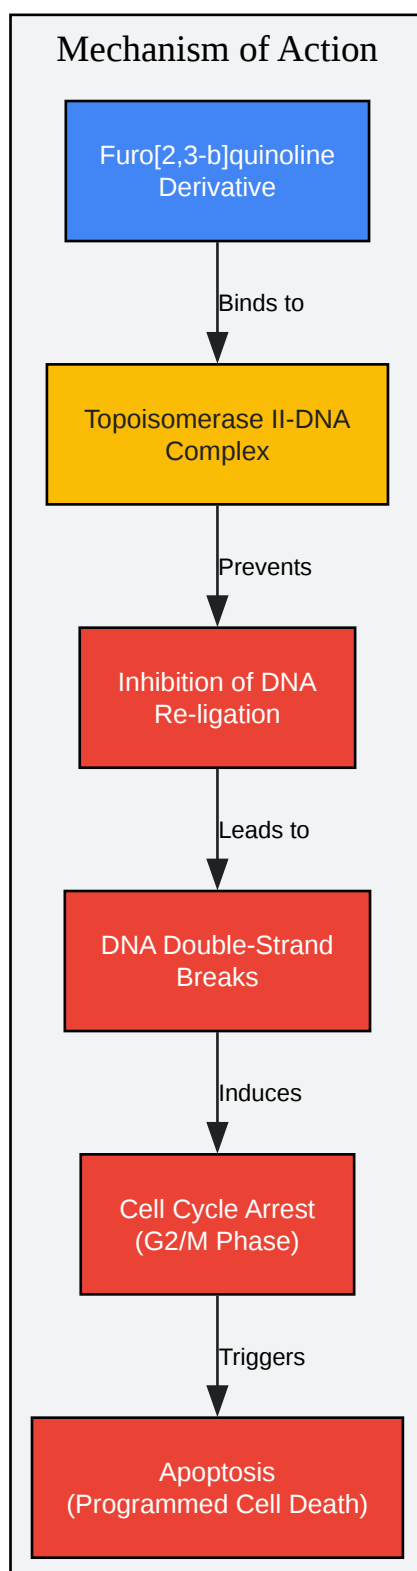 Mechanism of Action
Furo[2,3-b]quinoline
Derivative
Binds to
Topoisomerase II-DNA
Complex
Prevents
Inhibition of DNA
Re-ligation
Leads to
DNA Double-Strand
Breaks
Induces
Cell Cycle Arrest
(G2/M Phase)
Triggers
Apoptosis
(Programmed Cell Death)